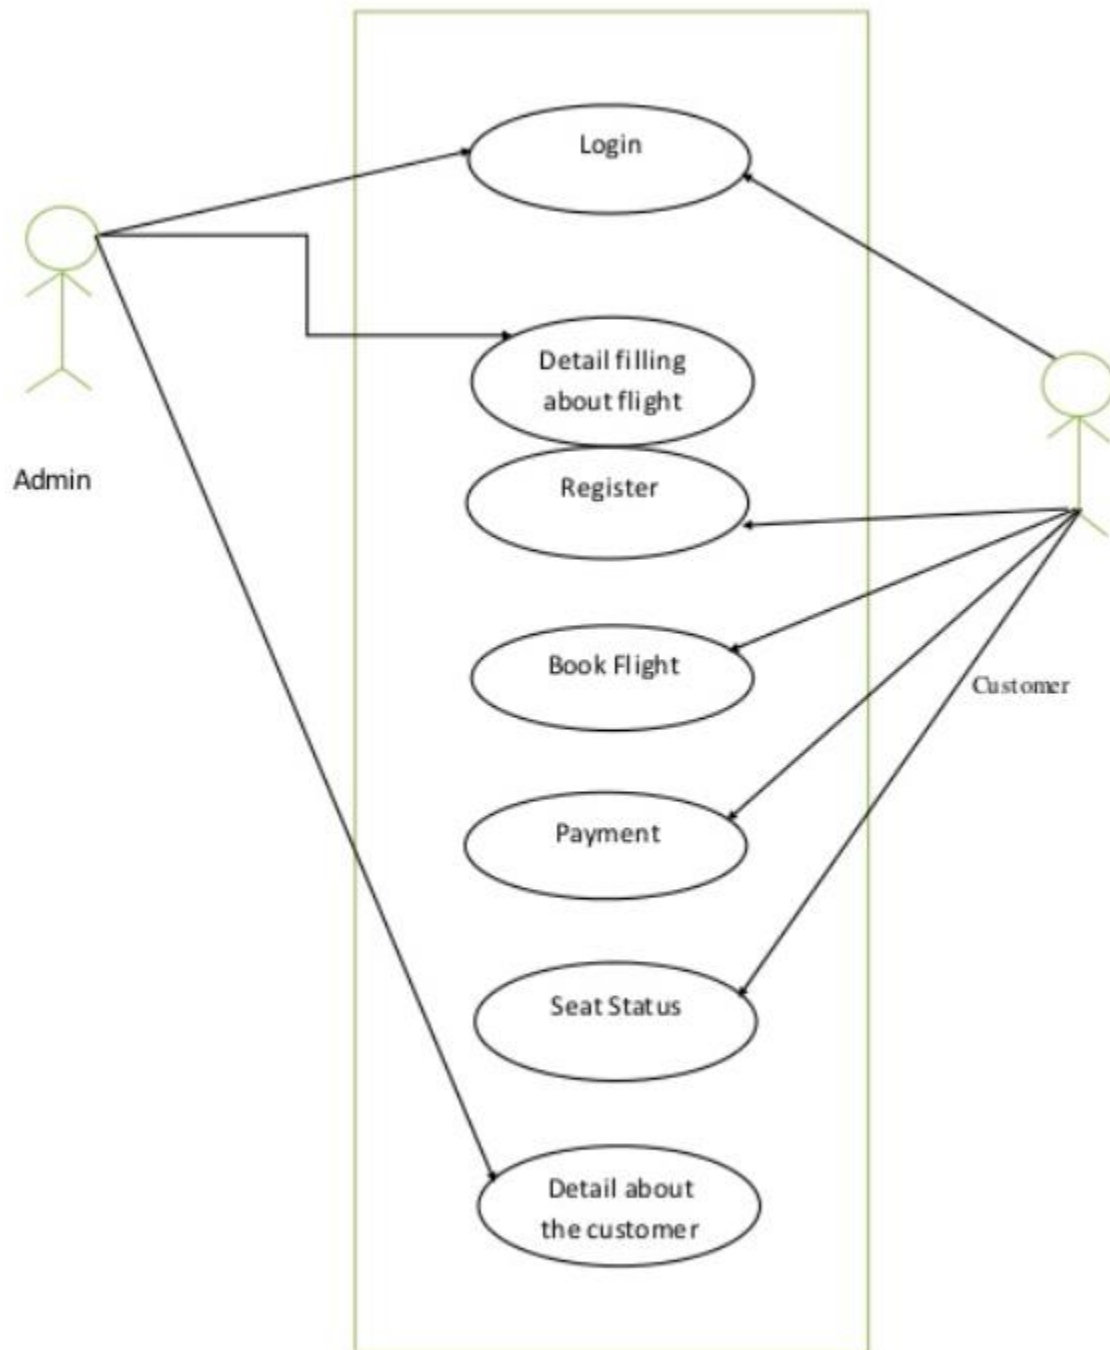 Login
Detail filling
about flight
Admin
Register
Book Flight
Customer
Payment
Seat Status
Detail about
the customer